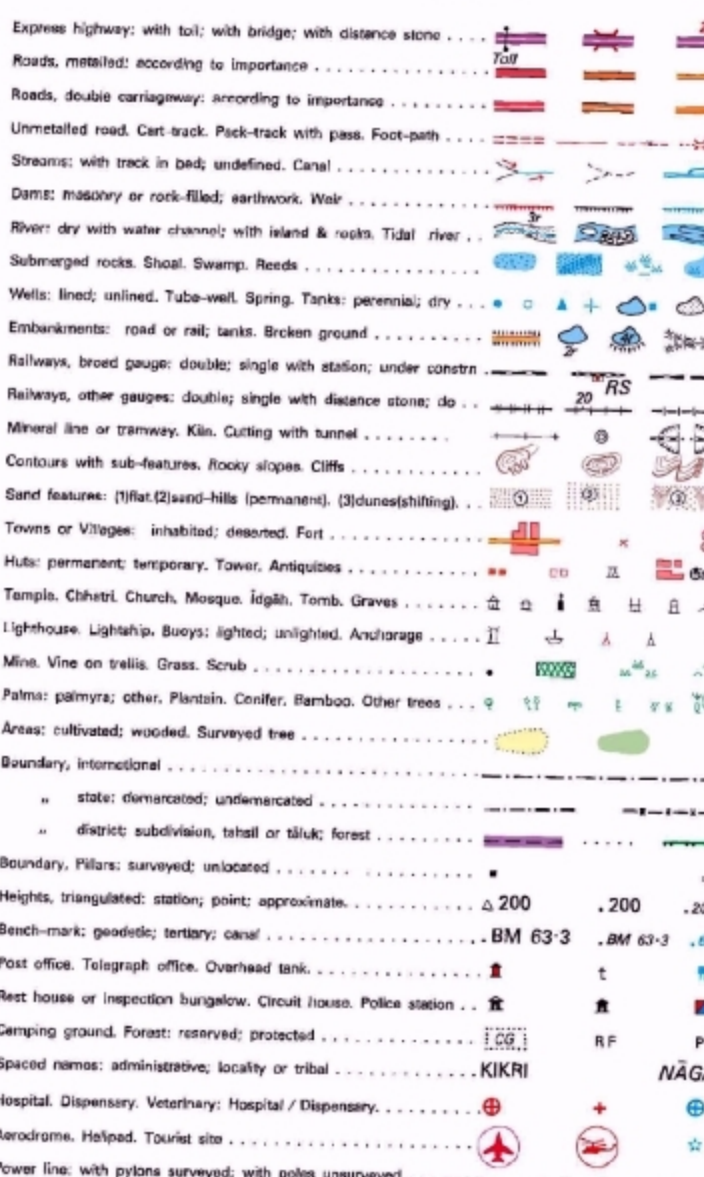 Express highway: with toll; with bridge; with distance stone . . . .
Toll
Roads, metalled: according to importance . . . . . . . . . . . . . . . .
Roads, double carriageway: according to importance . . . . . . . . .
Unmetalled road. Cart-track. Pack-track with pass. Foot-path . . . .
Streams: with track in bed; undefined. Canal . . . . . . . . . . . . . .
Dams: masonry or rock-filled; earthwork. Weir . . . . . . . . . . . . .
3r
River: dry with water channel; with island & rocks. Tidal river . . .
Submerged rocks. Shoal. Swamp. Reeds . . . . . . . . . . . . . . . . .
Wells: lined; unlined. Tube-well. Spring. Tanks: perennial; dry . . .
Embankments: road or rail; tanks. Broken ground . . . . . . . . . . . 2r
Railways, broad gauge: double; single with station; under constrn . RS
Railways, other gauges: double; single with distance stone; do . . 20
Mineral line or tramway. Kiln. Cutting with tunnel . . . . . . . .
Contours with sub-features. Rocky slopes. Cliffs . . . . . . . . . . . .
Sand features: (1)flat.(2)sand-hills (permanent). (3)dunes(shifting). . . 1 2 3
Towns or Villages: inhabited; deserted. Fort . . . . . . . . . . . . . .
Huts: permanent; temporary. Tower. Antiquities . . . . . . . . . . . .
Temple. Chhatri. Church. Mosque. Īdgāh. Tomb. Graves . . . . . . .
Lighthouse. Lightship. Buoys: lighted; unlighted. Anchorage . . . . .
Mine. Vine on trellis. Grass. Scrub . . . . . . . . . . . . . . . . . . . .
Palms: palmyra; other. Plantain. Conifer. Bamboo. Other trees . . . .
Areas: cultivated; wooded. Surveyed tree . . . . . . . . . . . . . . . .
Boundary, international . . . . . . . . . . . . . . . . . . . . . . . . . . .
„ state: demarcated; undemarcated . . . . . . . . . . . . . . .
„ district; subdivision, tahsil or tāluk; forest . . . . . . . . . .
Boundary, Pillars: surveyed; unlocated . . . . . . . . . . . . . . . .
Heights, triangulated: station; point; approximate. . . . . . . . . . . . 200 .200
Bench-mark: geodetic; tertiary; canal . . . . . . . . . . . . . . . . . . .BM 63·3 .BM 63·3
Post office. Telegraph office. Overhead tank. . . . . . . . . . . . . . . t
Rest house or inspection bungalow. Circuit house. Police station . .
Camping ground. Forest: reserved; protected . . . . . . . . . . . . . . CG RF P
Spaced names: administrative; locality or tribal . . . . . . . . . . . . KIKRI NĀG
Hospital. Dispensary. Veterinary: Hospital / Dispensary. . . . . . . . .
Aerodrome. Helipad. Tourist site . . . . . . . . . . . . . . . . . . . . .
Power line: with pylons surveyed; with poles unsurveyed